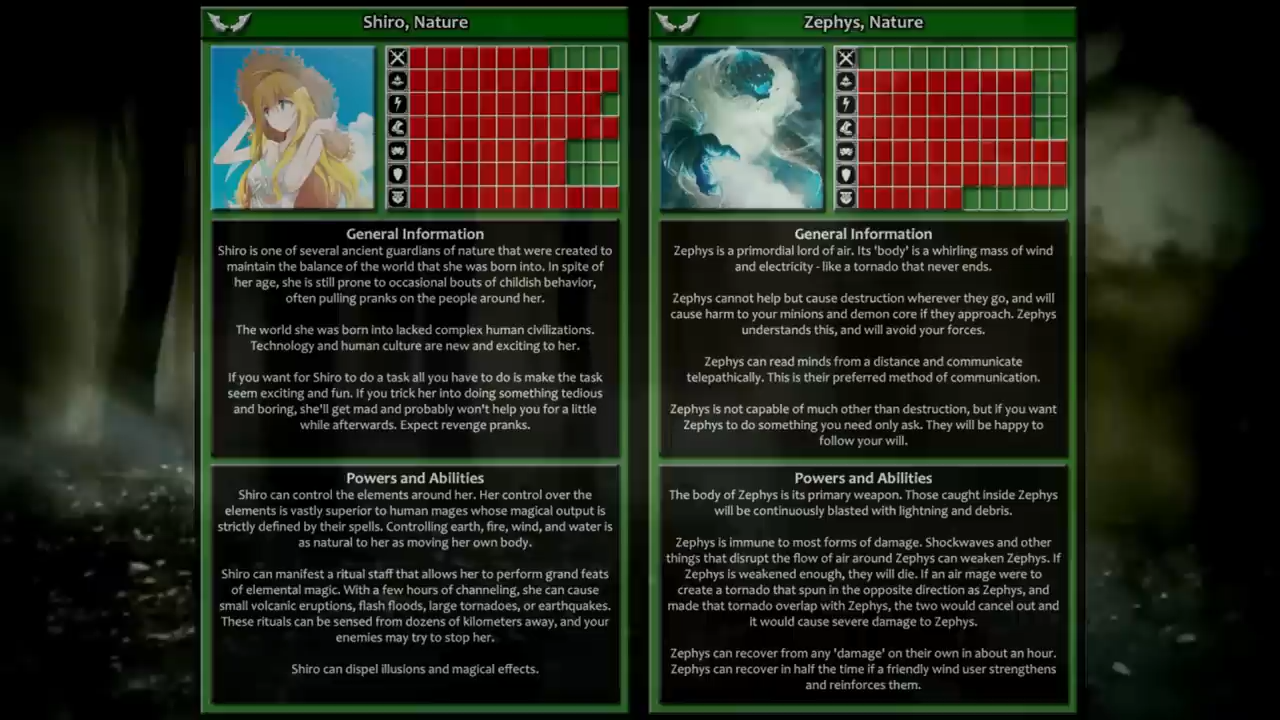 Shiro, Nature
General Information
Shiro is one of several ancient guardians of nature that were created to
maintain the balance of the world that she was born into. In spite of
her age, she is still prone to occasional bouts of childish behavior,
often pulling pranks on the people around her.
The world she was born into lacked complex human civilizations.
Technology and human culture are new and exciting to her.
If you want for Shiro to do a task all you have to do is make the task
seem exciting and fun. If you trick her into doing something tedious
and boring, she'll get mad and probably won't help you for a little
while afterwards. Expect revenge pranks.
Powers and Abilities
Shiro can control the elements around her. Her control over the
elements is vastly superior to human mages whose magical output is
strictly defined by their spells. Controlling earth, fire, wind, and water is
as natural to her as moving her own body.
Shiro can manifest a ritual staff that allows her to perform grand feats
of elemental magic. With a few hours of channeling, she can cause
small volcanic eruptions, flash floods, large tornadoes, or earthquakes.
These rituals can be sensed from dozens of kilometers away, and your
enemies may try to stop her.
Shiro can dispel illusions and magical effects.
Zephys, Nature
General Information
Zephys is a primordial lord of air. Its 'body' is a whirling mass of wind
and electricity - like a tornado that never ends.
Zephys cannot help but cause destruction wherever they go, and will
cause harm to your minions and demon core if they approach. Zephys
understands this, and will avoid your forces.
Zephys can read minds from a distance and communicate
telepathically. This is their preferred method of communication.
Zephys is not capable of much other than destruction, but if you want
Zephys to do something you need only ask. They will be happy to
follow your will.
Powers and Abilities
The body of Zephys is its primary weapon. Those caught inside Zephys
will be continuously blasted with lightning and debris.
Zephys is immune to most forms of damage. Shockwaves and other
things that disrupt the flow of air around Zephys can weaken Zephys. If
Zephys is weakened enough, they will die. If an air mage were to
create a tornado that spun in the opposite direction as Zephys, and
made that tornado overlap with Zephys, the two would cancel out and
it would cause severe damage to Zephys.
Zephys can recover from any 'damage' on their own in about an hour.
Zephys can recover in half the time if a friendly wind user strengthens
and reinforces them.